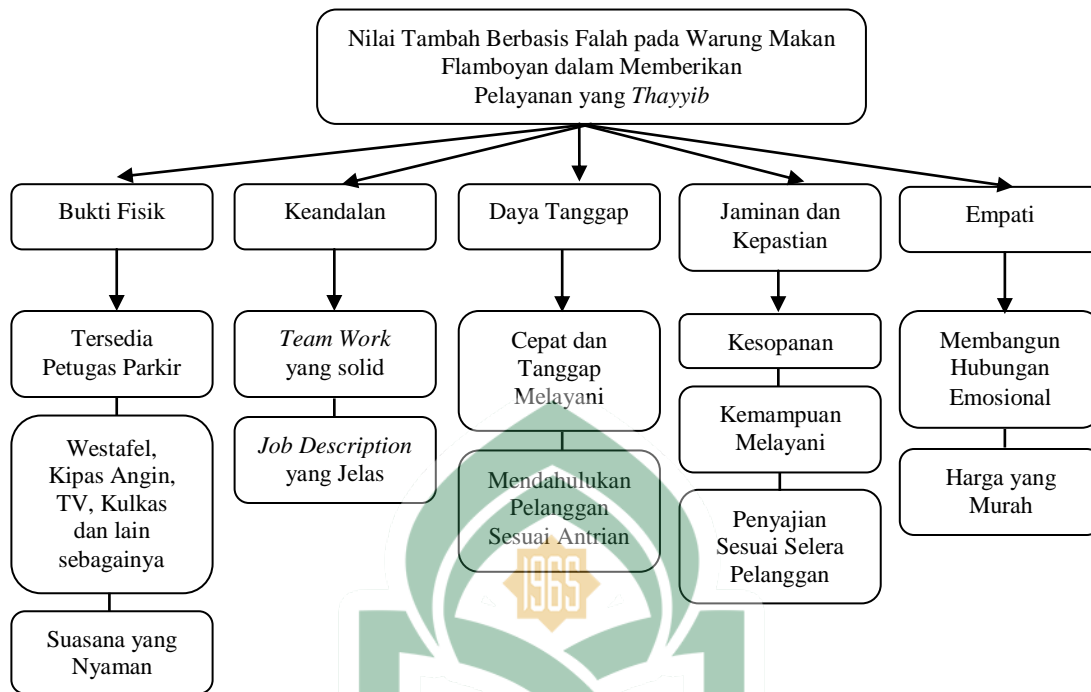 Nilai Tambah Berbasis Falah pada Warung Makan
Flamboyan dalam Memberikan
Pelayanan yang Thayyib
Bukti Fisik
Keandalan
Daya Tanggap
Jaminan dan
Kepastian
Empati
Tersedia
Petugas Parkir
Westafel,
Kipas Angin,
TV, Kulkas
dan lain
sebagainya
Suasana yang
Nyaman
Team Work
yang solid
Job Description
yang Jelas
Cepat dan
Tanggap
Melayani
Mendahulukan
Pelanggan
Sesuai Antrian
Kesopanan
Kemampuan
Melayani
Penyajian
Sesuai Selera
Pelanggan
Membangun
Hubungan
Emosional
Harga yang
Murah
1965